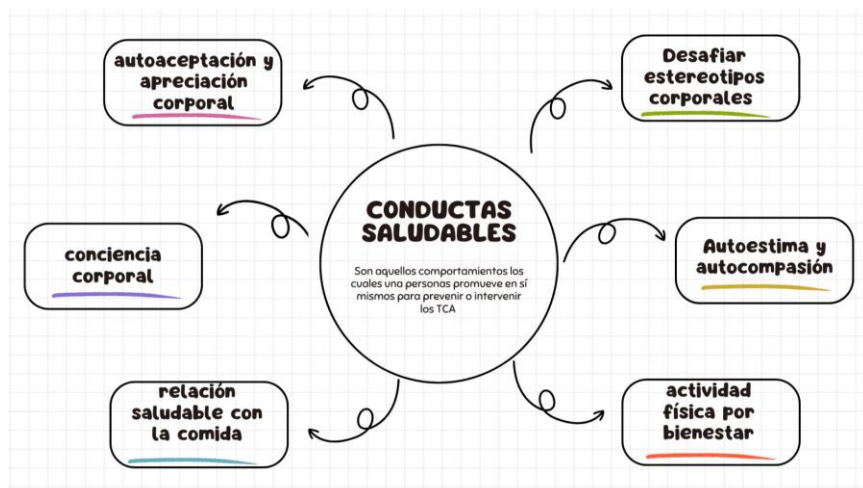 autoaceptación y
apreciación
corporal
Desafiar
estereotipos
corporales
CONDUCTAS
SALUDABLES
Son aquellos comportamientos los
cuales una personas promueve en sí
mismos para prevenir o intervenir
los TCA
conciencia
corporal
Autoestima y
autocompasión
relación
saludable con
la comida
actividad
física por
bienestar